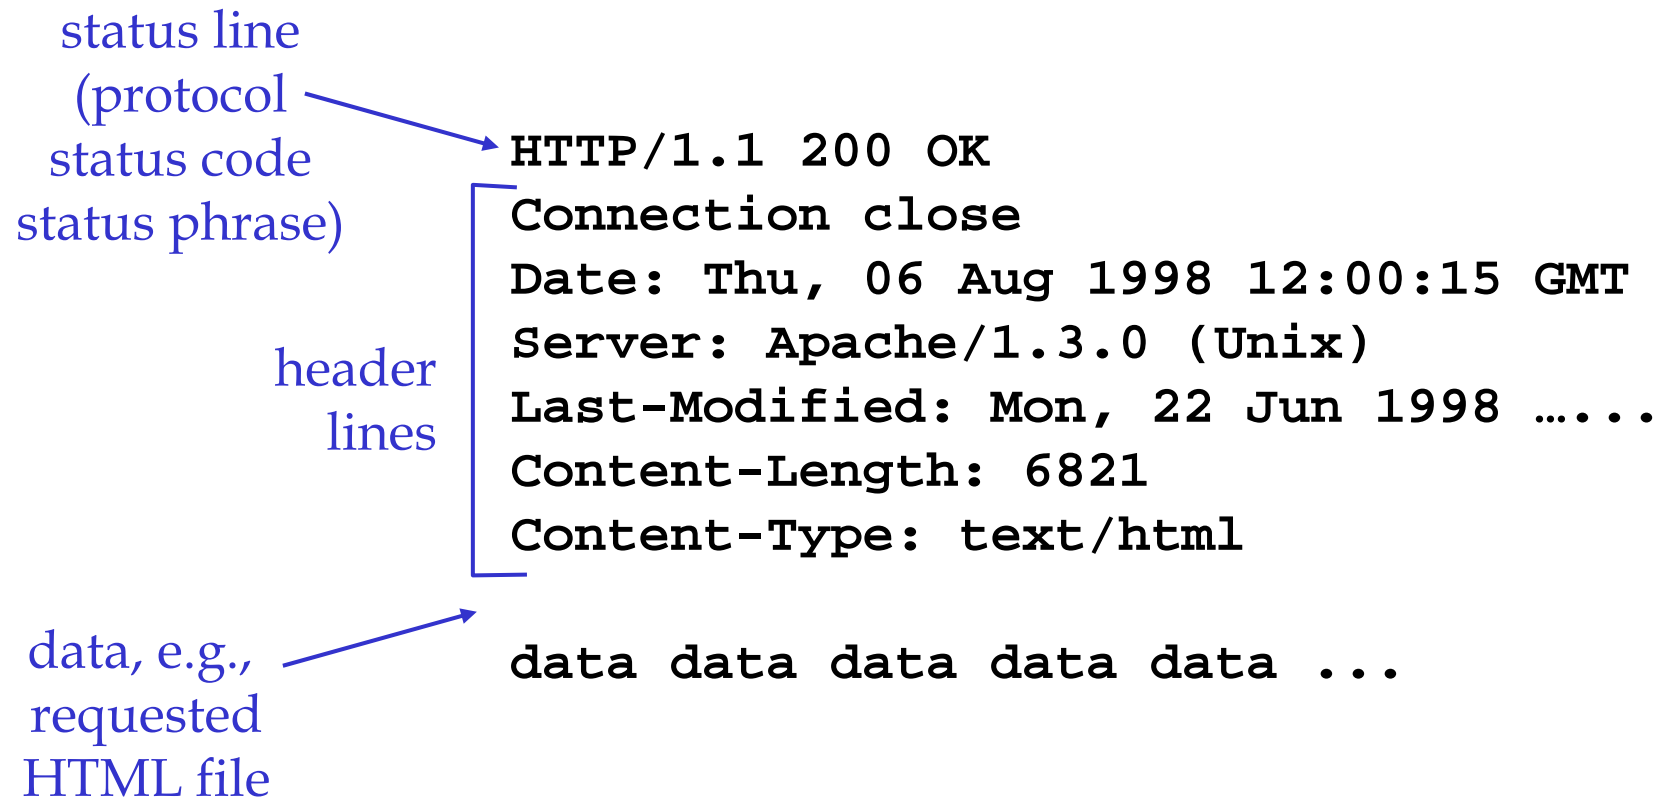 status line
(protocol
status code
status phrase)
HTTP/1.1 200 OK
Connection close
Date: Thu, 06 Aug 1998 12:00:15 GMT
Server: Apache/1.3.0 (Unix)
Last-Modified: Mon, 22 Jun 1998 …...
Content-Length: 6821
Content-Type: text/html
header
lines
data, e.g.,
requested
HTML file
data data data data data ...